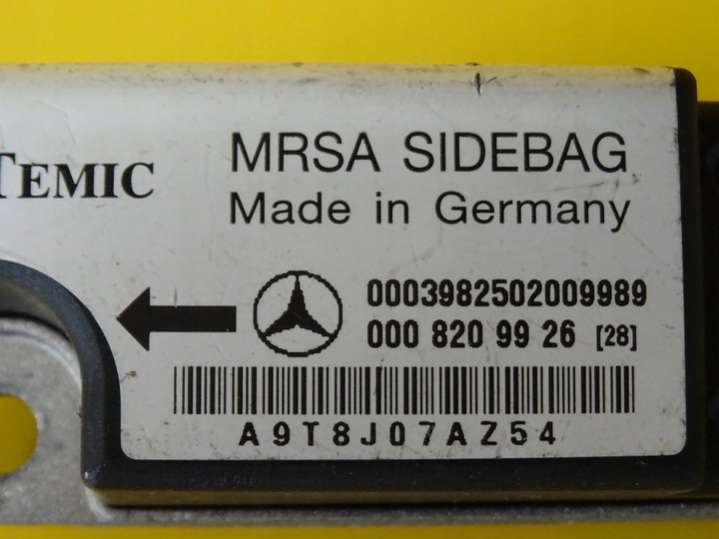 TEMIC
MRSA SIDEBAG
Made in Germany
0003982502009989
000 820 99 26 [28]
A9T8J07AZ54